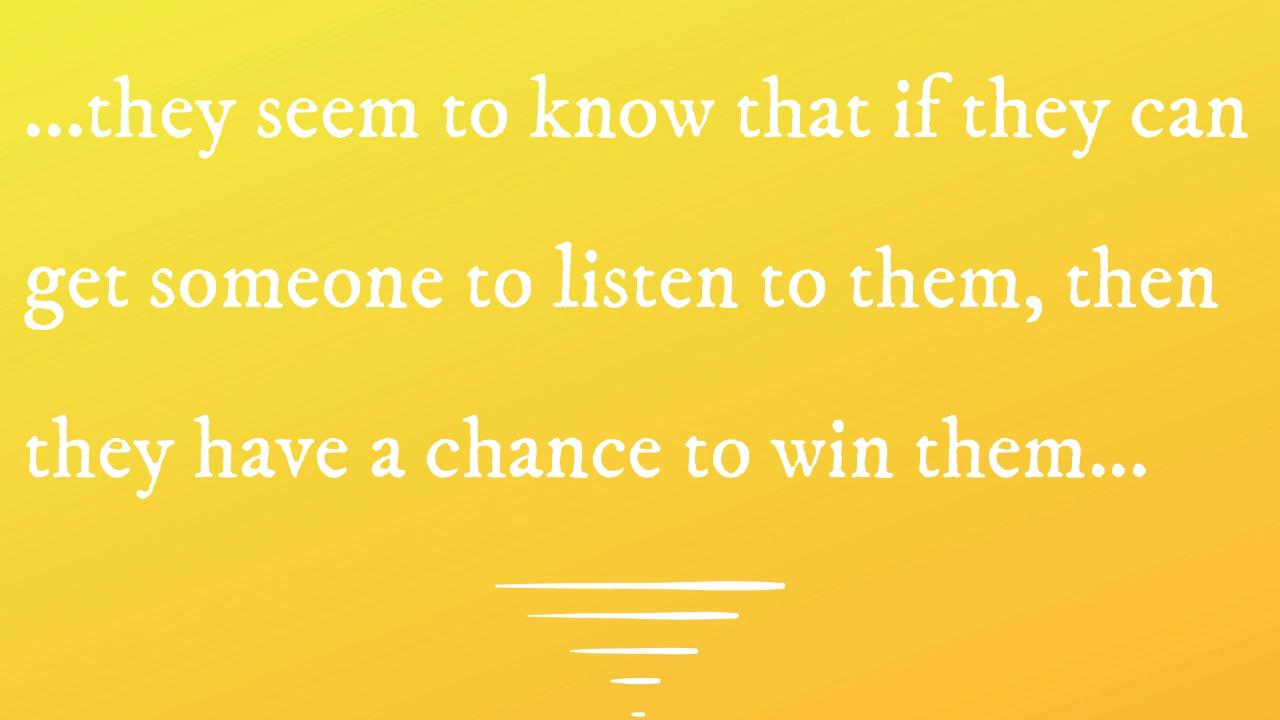 ...they seem to know that if they can
get someone to listen to them, then
they have a chance to win them...